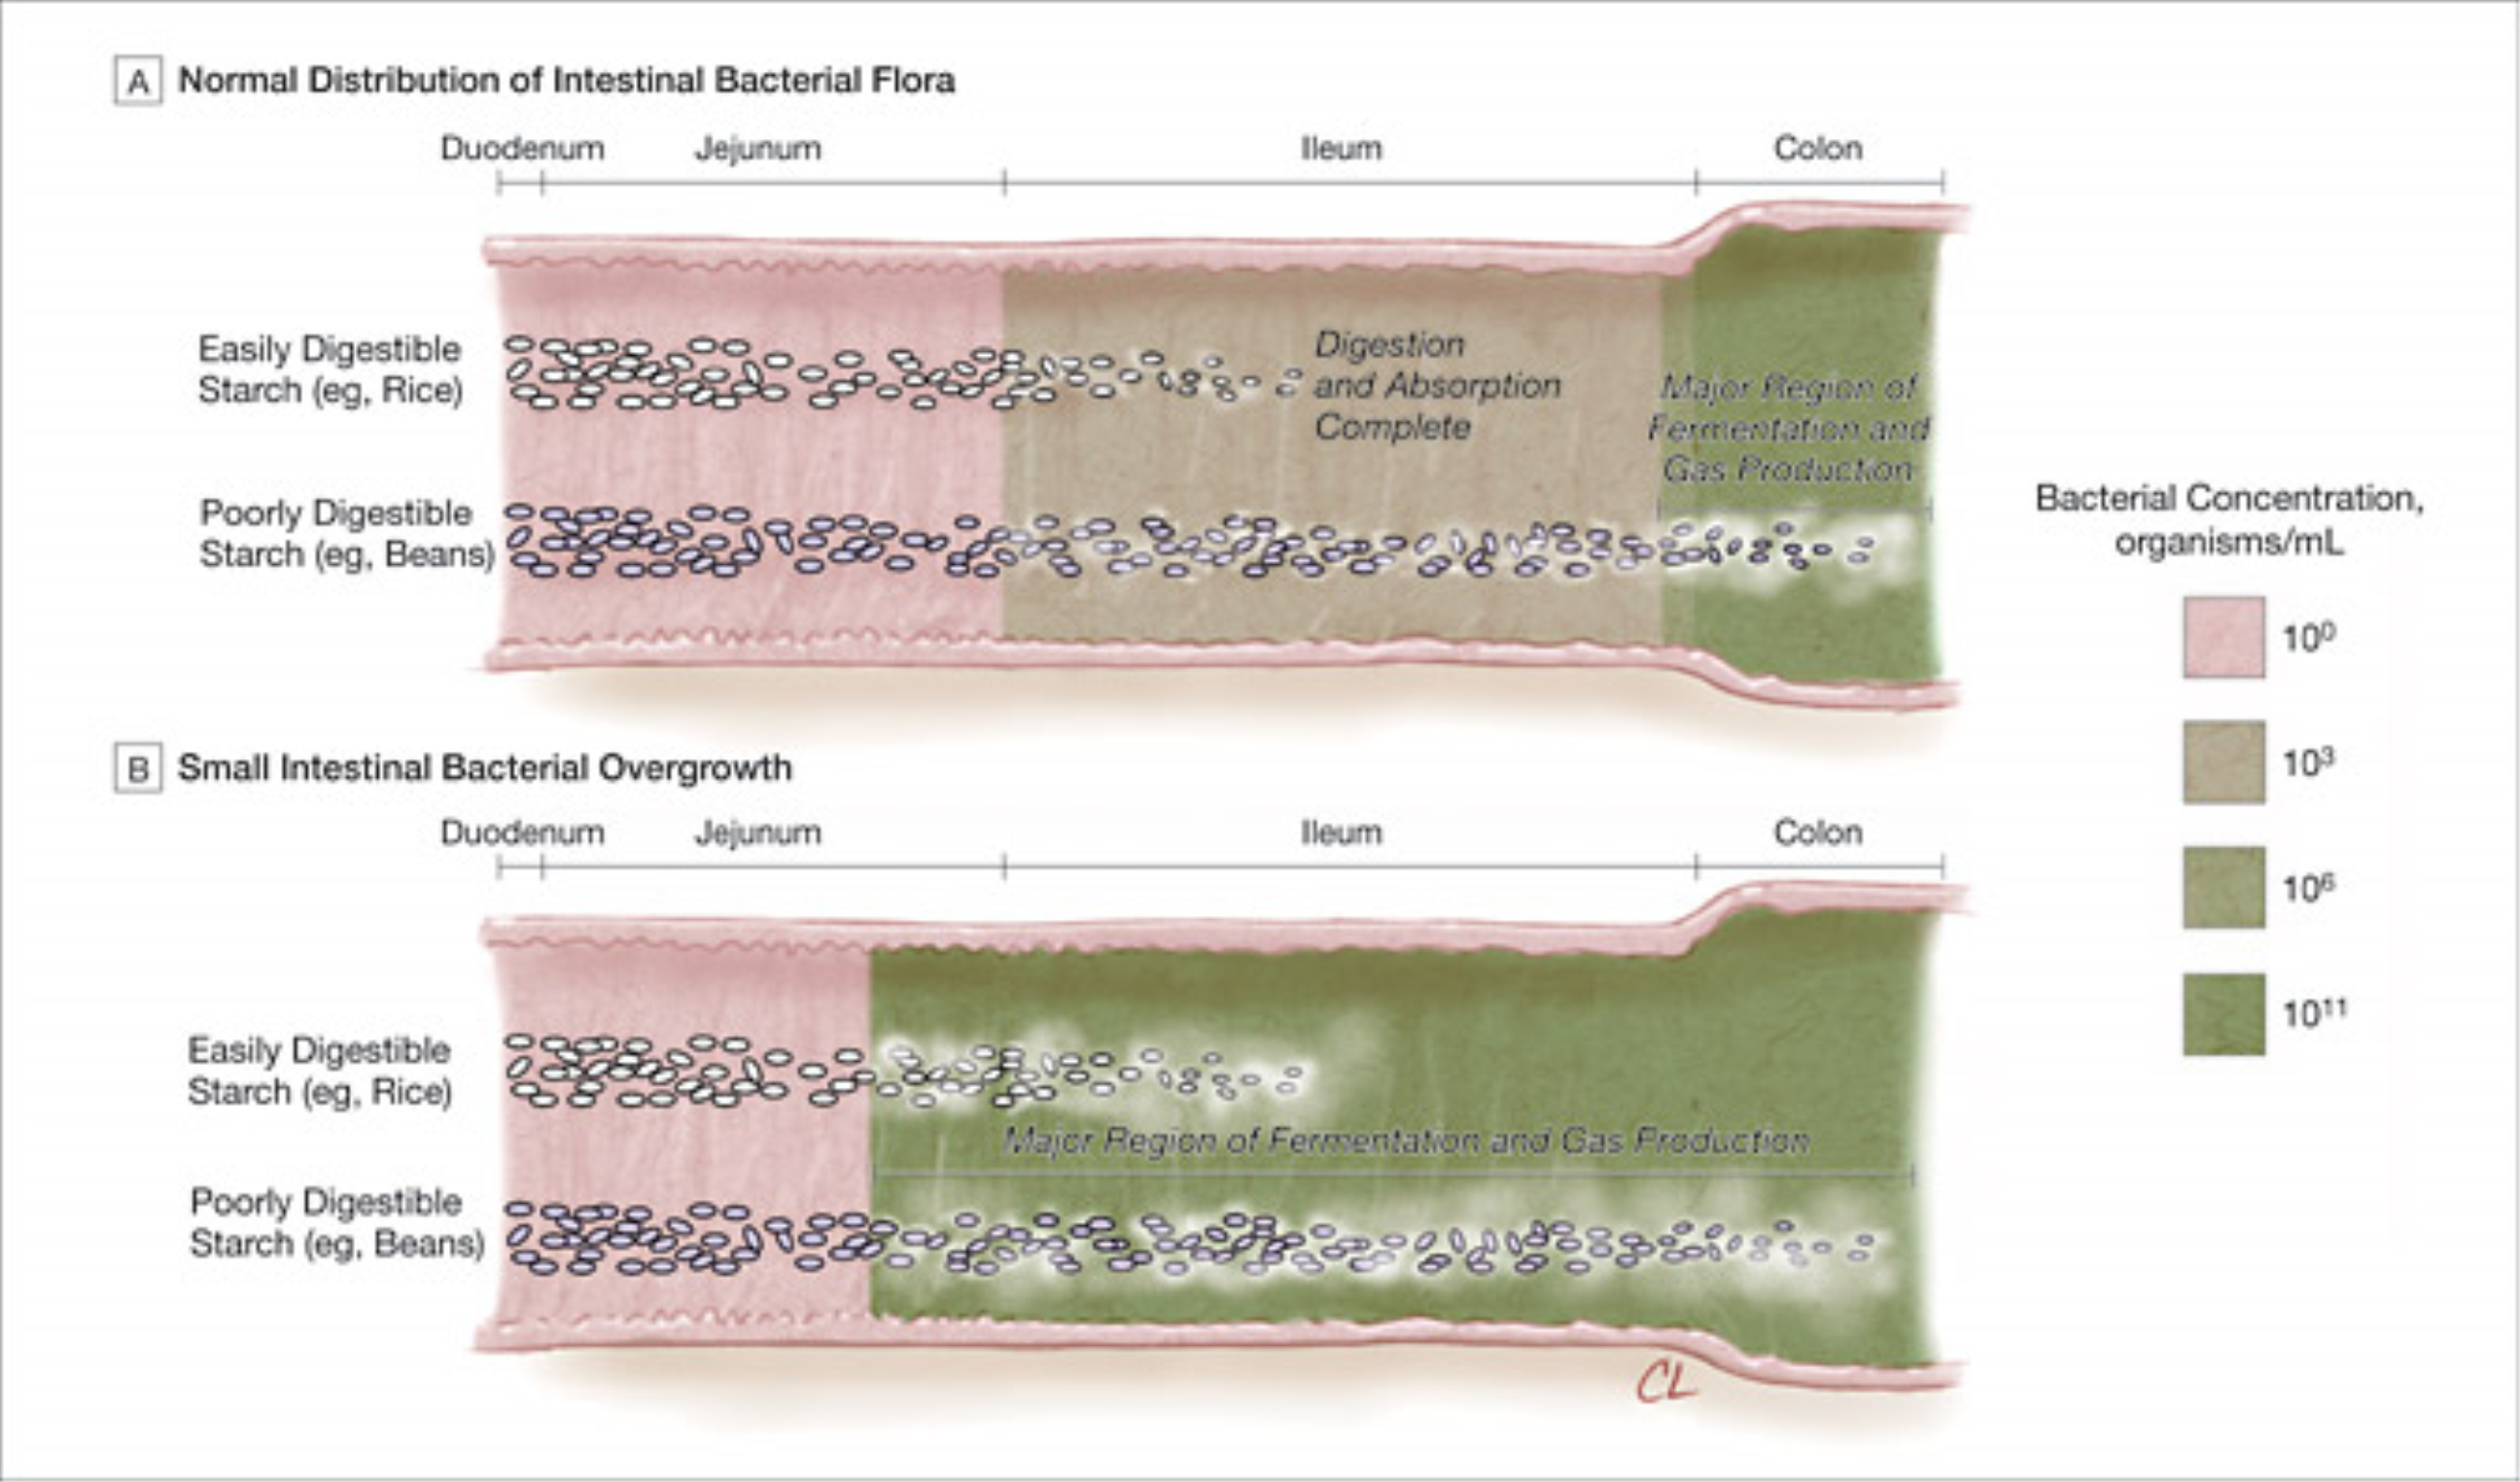 A Normal Distribution of Intestinal Bacterial Flora
Duodenum Jejunum Ileum Colon
Easily Digestible
Starch (eg, Rice)
Digestion
and Absorption
Complete
Major Region of
Fermentation and
Gas Production
Poorly Digestible
Starch (eg, Beans)
Bacterial Concentration,
organisms/mL
10⁰
10³
10⁶
10¹¹
B Small Intestinal Bacterial Overgrowth
Duodenum Jejunum Ileum Colon
Easily Digestible
Starch (eg, Rice)
Major Region of Fermentation and Gas Production
Poorly Digestible
Starch (eg, Beans)
CL